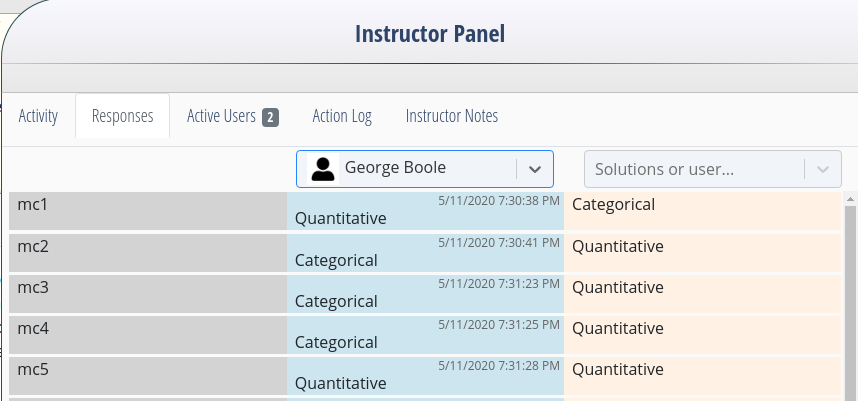 Instructor Panel
Activity Responses Active Users 2 Action Log Instructor Notes
George Boole Solutions or user...
mc1 5/11/2020 7:30:38 PM Quantitative Categorical
mc2 5/11/2020 7:30:41 PM Categorical Quantitative
mc3 5/11/2020 7:31:23 PM Categorical Quantitative
mc4 5/11/2020 7:31:25 PM Categorical Quantitative
mc5 5/11/2020 7:31:28 PM Quantitative Quantitative